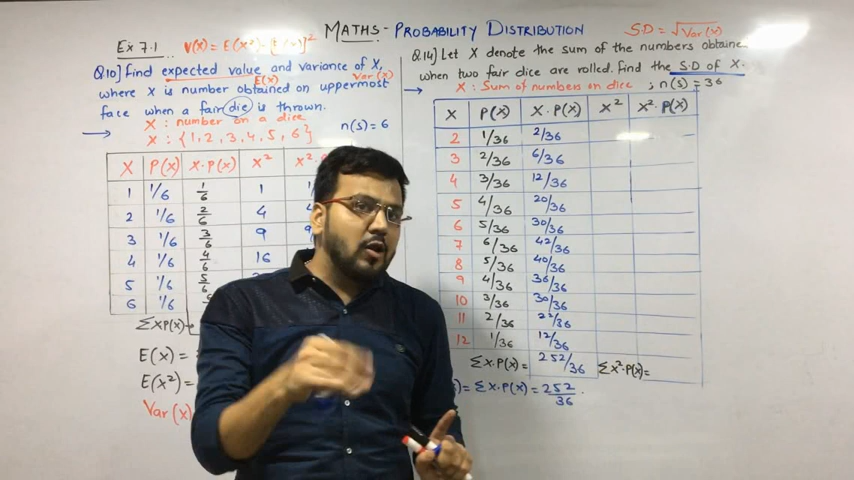 MATHS - PROBABILITY DISTRIBUTION
Ex 7.1
V(X) = E(X²) - [E(X)]²
Q.10] Find expected value and variance of X,
E(X) Var(X)
where X is number obtained on uppermost
face when a fair die is thrown.
X : number on a dice
X : {1, 2, 3, 4, 5, 6} n(S) = 6
X P(X) X·P(X) X² X²
1 1/6 1/6 1
2 1/6 2/6 4
3 1/6 3/6 9
4 1/6 4/6 16
5 1/6 5/6
6 1/6
ΣXP(X) =
E(X) =
E(X²) =
Var(X)
S.D = √Var(X)
Q.14] Let X denote the sum of the numbers obtaine
when two fair dice are rolled. Find the S.D of X.
X : Sum of numbers on dice ; n(S) = 36
X P(X) X·P(X) X² X²·P(X)
2 1/36 2/36
3 2/36 6/36
4 3/36 12/36
5 4/36 20/36
6 5/36 30/36
7 6/36 42/36
8 5/36 40/36
9 4/36 36/36
10 3/36 30/36
11 2/36 22/36
12 1/36 12/36
ΣX·P(X) = 252/36 ΣX²·P(X) =
= ΣX·P(X) = 252/36.